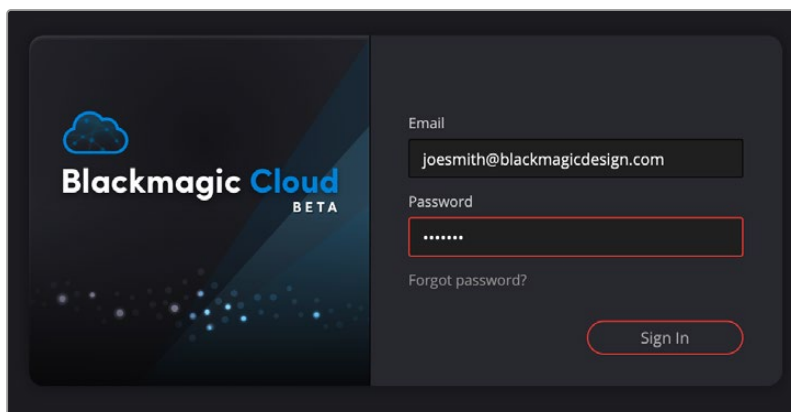 Blackmagic Cloud
BETA
Email
joesmith@blackmagicdesign.com
Password
•••••••
Forgot password?
Sign In